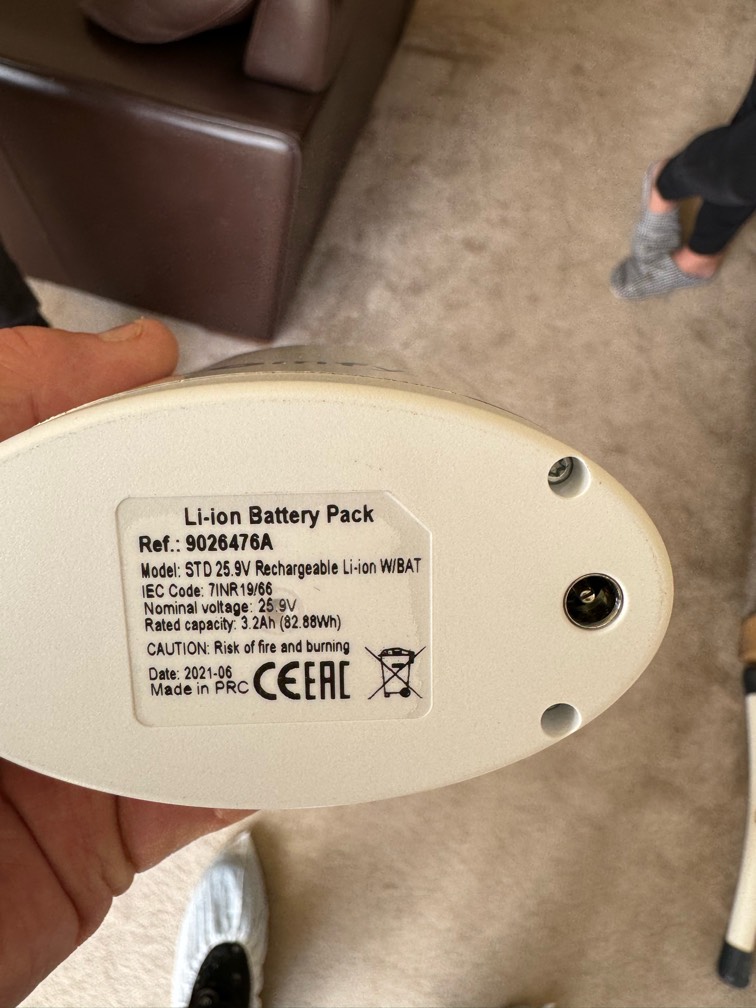 Li-ion Battery Pack
Ref.: 9026476A
Model: STD 25.9V Rechargeable Li-ion W/BAT
IEC Code: 7INR19/66
Nominal voltage: 25.9V
Rated capacity: 3.2Ah (82.88Wh)
CAUTION: Risk of fire and burning
Date: 2021-06
Made in PRC CE EAC